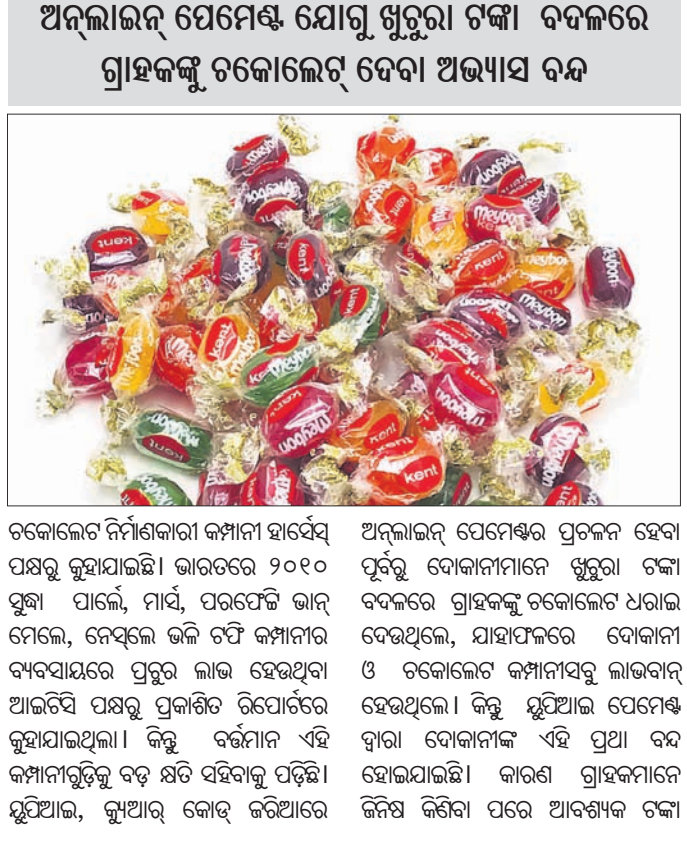 ଅନ୍‌ଲାଇନ୍ ପେମେଣ୍ଟ ଯୋଗୁ ଖୁଚୁରା ଟଙ୍କା ବଦଳରେ
ଗ୍ରାହକଙ୍କୁ ଚକୋଲେଟ୍ ଦେବା ଅଭ୍ୟାସ ବନ୍ଦ
ଚକୋଲେଟ ନିର୍ମାଣକାରୀ କମ୍ପାନୀ ହାର୍ସେସ୍
ପକ୍ଷରୁ କୁହାଯାଇଛି। ଭାରତରେ ୨୦୧୦
ସୁଦ୍ଧା ପାର୍ଲେ, ମାର୍ସ, ପରଫେଟ୍ଟି ଭାନ୍
ମେଲେ, ନେସ୍‌ଲେ ଭଳି ଟଫି କମ୍ପାନୀର
ବ୍ୟବସାୟରେ ପ୍ରଚୁର ଲାଭ ହେଉଥିବା
ଆଇଟିସି ପକ୍ଷରୁ ପ୍ରକାଶିତ ରିପୋର୍ଟରେ
କୁହାଯାଇଥିଲା। କିନ୍ତୁ ବର୍ତ୍ତମାନ ଏହି
କମ୍ପାନୀଗୁଡ଼ିକୁ ବଡ଼ କ୍ଷତି ସହିବାକୁ ପଡ଼ିଛି।
ୟୁପିଆଇ, କ୍ୟୁଆର୍ କୋଡ୍ ଜରିଆରେ
ଅନ୍‌ଲାଇନ୍ ପେମେଣ୍ଟର ପ୍ରଚଳନ ହେବା
ପୂର୍ବରୁ ଦୋକାନୀମାନେ ଖୁଚୁରା ଟଙ୍କା
ବଦଳରେ ଗ୍ରାହକଙ୍କୁ ଚକୋଲେଟ ଧରାଇ
ଦେଉଥିଲେ, ଯାହାଫଳରେ ଦୋକାନୀ
ଓ ଚକୋଲେଟ କମ୍ପାନୀସବୁ ଲାଭବାନ୍
ହେଉଥିଲେ। କିନ୍ତୁ ୟୁପିଆଇ ପେମେଣ୍ଟ
ଦ୍ୱାରା ଦୋକାନୀଙ୍କ ଏହି ପ୍ରଥା ବନ୍ଦ
ହୋଇଯାଇଛି। କାରଣ ଗ୍ରାହକମାନେ
ଜିନିଷ କିଣିବା ପରେ ଆବଶ୍ୟକ ଟଙ୍କା